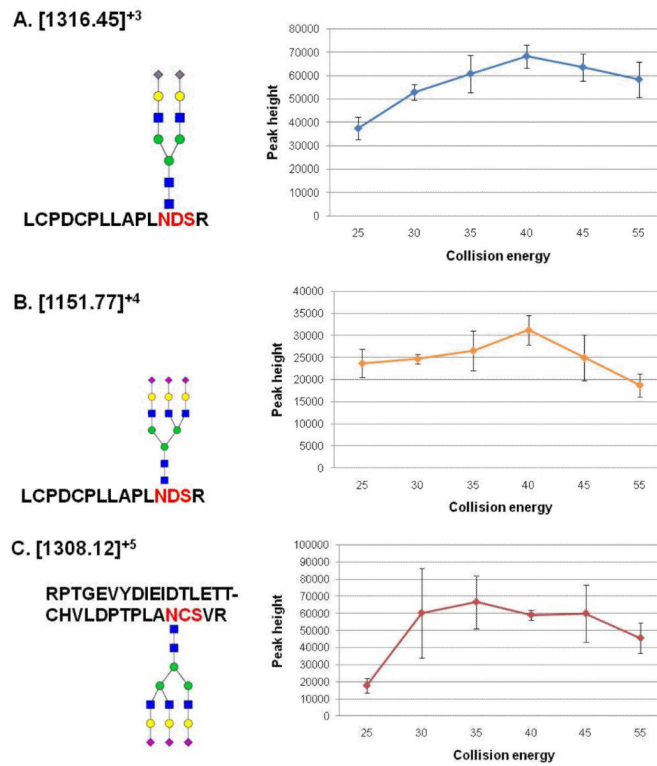 A. [1316.45]+3
LCPDCPLLAPLNDSR
Peak height
80000
70000
60000
50000
40000
30000
20000
10000
0
25 30 35 40 45 55
Collision energy
B. [1151.77]+4
LCPDCPLLAPLNDSR
Peak height
40000
35000
30000
25000
20000
15000
10000
5000
0
25 30 35 40 45 55
Collision energy
C. [1308.12]+5
RPTGEVYDIEIDTLETT-
CHVLDPTPLANCSVR
Peak height
100000
90000
80000
70000
60000
50000
40000
30000
20000
10000
0
25 30 35 40 45 55
Collision energy